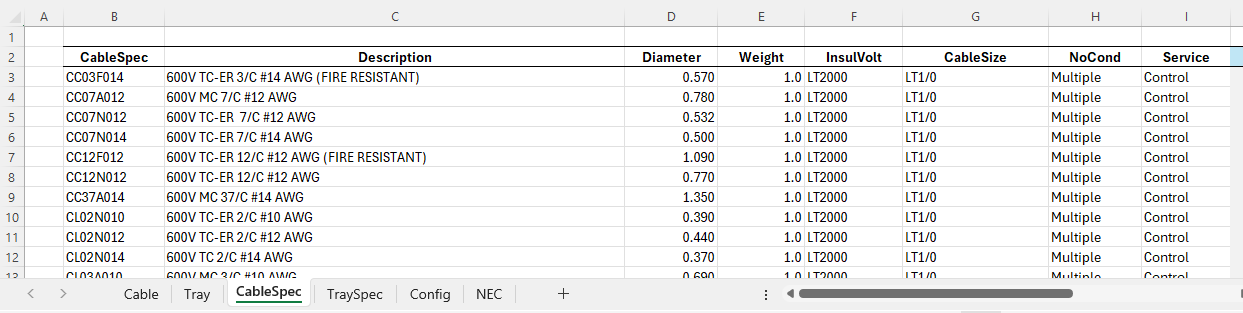 A B C D E F G H I
1
2 CableSpec Description Diameter Weight InsulVolt CableSize NoCond Service
3 CC03F014 600V TC-ER 3/C #14 AWG (FIRE RESISTANT) 0.570 1.0 LT2000 LT1/0 Multiple Control
4 CC07A012 600V MC 7/C #12 AWG 0.780 1.0 LT2000 LT1/0 Multiple Control
5 CC07N012 600V TC-ER  7/C #12 AWG 0.532 1.0 LT2000 LT1/0 Multiple Control
6 CC07N014 600V TC-ER 7/C #14 AWG 0.500 1.0 LT2000 LT1/0 Multiple Control
7 CC12F012 600V TC-ER 12/C #12 AWG (FIRE RESISTANT) 1.090 1.0 LT2000 LT1/0 Multiple Control
8 CC12N012 600V TC-ER 12/C #12 AWG 0.770 1.0 LT2000 LT1/0 Multiple Control
9 CC37A014 600V MC 37/C #14 AWG 1.350 1.0 LT2000 LT1/0 Multiple Control
10 CL02N010 600V TC-ER 2/C #10 AWG 0.390 1.0 LT2000 LT1/0 Multiple Control
11 CL02N012 600V TC-ER 2/C #12 AWG 0.440 1.0 LT2000 LT1/0 Multiple Control
12 CL02N014 600V TC 2/C #14 AWG 0.370 1.0 LT2000 LT1/0 Multiple Control
13 CL03A010 600V MC 3/C #10 AWG 0.690 1.0 LT2000 LT1/0 Multiple Control
Cable Tray CableSpec TraySpec Config NEC +